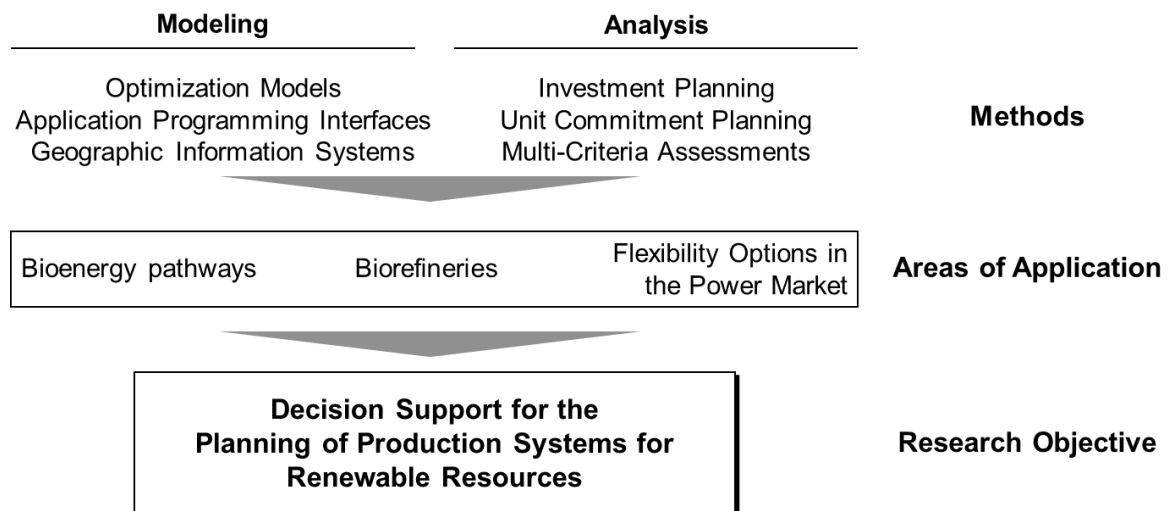 Modeling
Analysis
Optimization Models
Application Programming Interfaces
Geographic Information Systems
Investment Planning
Unit Commitment Planning
Multi-Criteria Assessments
Methods
Bioenergy pathways
Biorefineries
Flexibility Options in
the Power Market
Areas of Application
Decision Support for the
Planning of Production Systems for
Renewable Resources
Research Objective